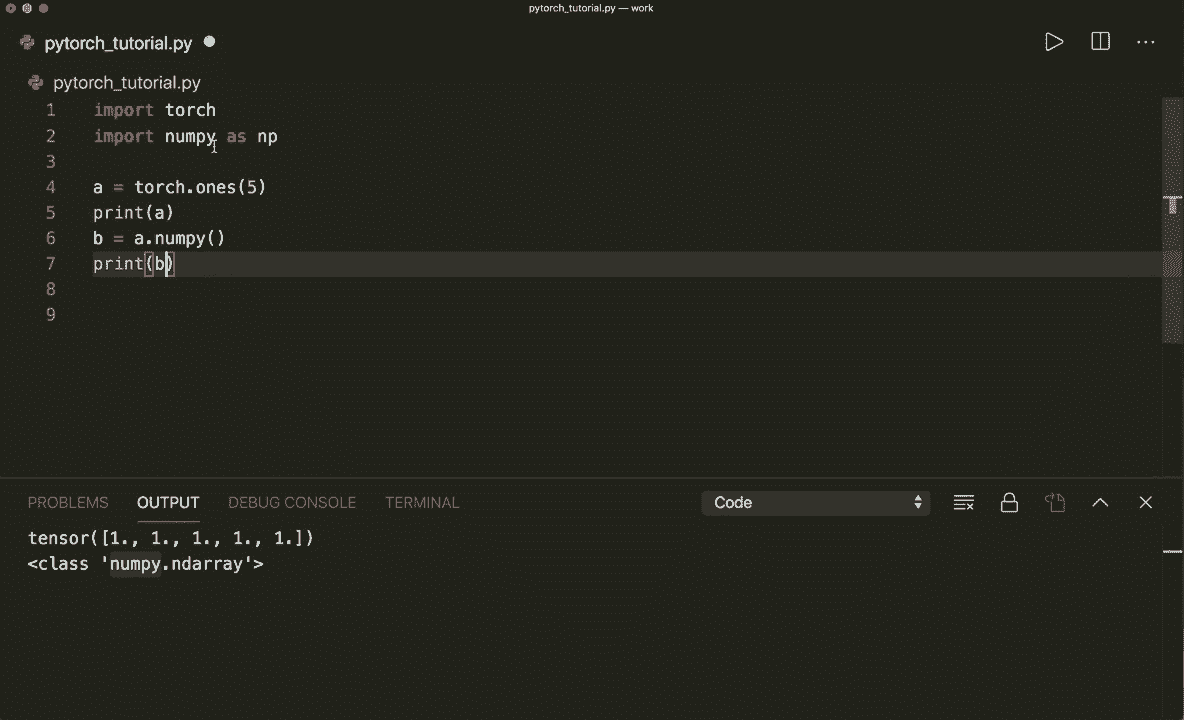 pytorch_tutorial.py — work
pytorch_tutorial.py
pytorch_tutorial.py
1 import torch
2 import numpy as np
3
4 a = torch.ones(5)
5 print(a)
6 b = a.numpy()
7 print(b)
8
9
PROBLEMS OUTPUT DEBUG CONSOLE TERMINAL Code
tensor([1., 1., 1., 1., 1.])
<class 'numpy.ndarray'>